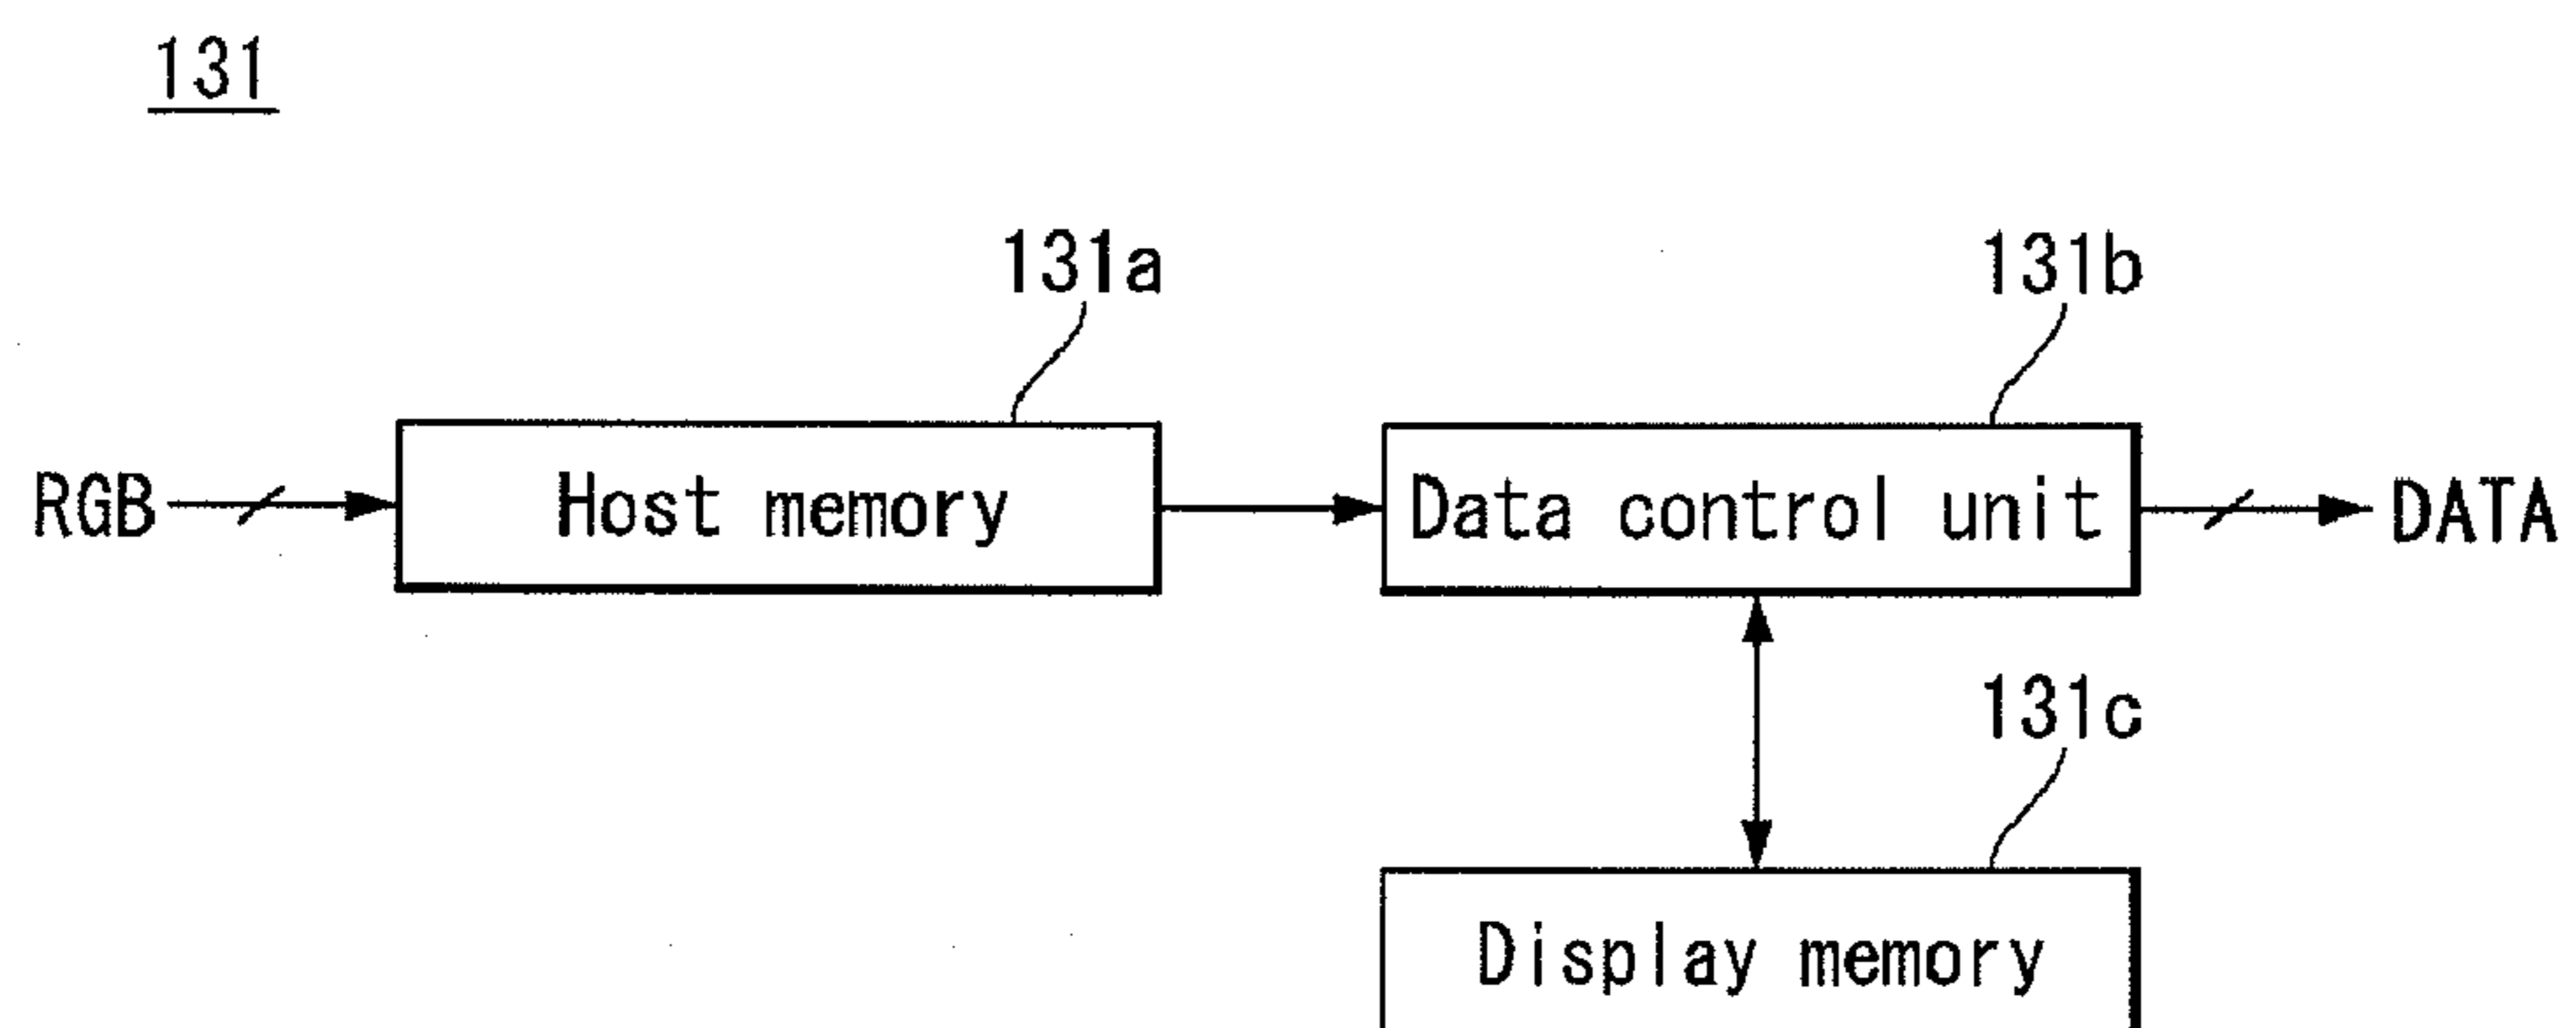 131
131a
131b
RGB
Host memory
Data control unit
DATA
131c
Display memory